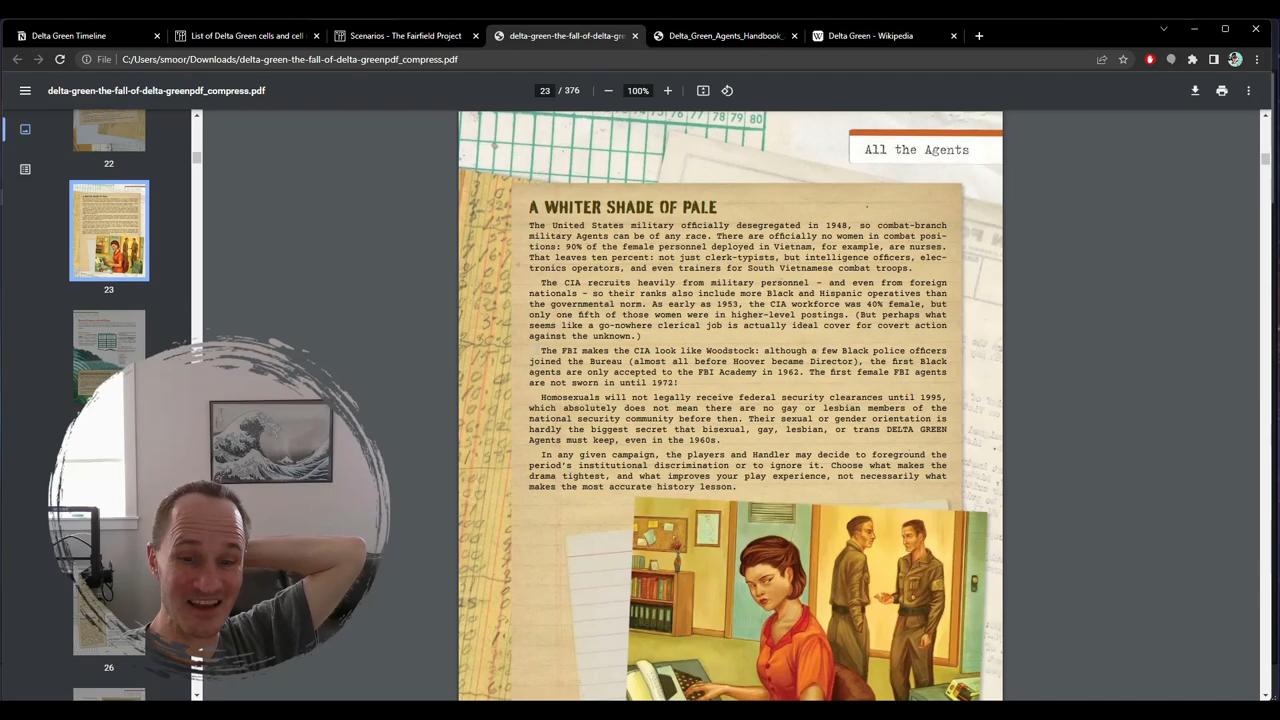 Delta Green Timeline
List of Delta Green cells and cell
Scenarios - The Fairfield Project
delta-green-the-fall-of-delta-gre
Delta_Green_Agents_Handbook_
Delta Green - Wikipedia
File
C:/Users/smoor/Downloads/delta-green-the-fall-of-delta-greenpdf_compress.pdf
delta-green-the-fall-of-delta-greenpdf_compress.pdf
23 / 376
100%
22
23
26
76 77 78 79 80
All the Agents
A WHITER SHADE OF PALE
The United States military officially desegregated in 1948, so combat-branch
military Agents can be of any race. There are officially no women in combat posi-
tions: 90% of the female personnel deployed in Vietnam, for example, are nurses.
That leaves ten percent: not just clerk-typists, but intelligence officers, elec-
tronics operators, and even trainers for South Vietnamese combat troops.
The CIA recruits heavily from military personnel – and even from foreign
nationals – so their ranks also include more Black and Hispanic operatives than
the governmental norm. As early as 1953, the CIA workforce was 40% female, but
only one fifth of those women were in higher-level postings. (But perhaps what
seems like a go-nowhere clerical job is actually ideal cover for covert action
against the unknown.)
The FBI makes the CIA look like Woodstock: although a few Black police officers
joined the Bureau (almost all before Hoover became Director), the first Black
agents are only accepted to the FBI Academy in 1962. The first female FBI agents
are not sworn in until 1972!
Homosexuals will not legally receive federal security clearances until 1995,
which absolutely does not mean there are no gay or lesbian members of the
national security community before then. Their sexual or gender orientation is
hardly the biggest secret that bisexual, gay, lesbian, or trans DELTA GREEN
Agents must keep, even in the 1960s.
In any given campaign, the players and Handler may decide to foreground the
period's institutional discrimination or to ignore it. Choose what makes the
drama tightest, and what improves your play experience, not necessarily what
makes the most accurate history lesson.